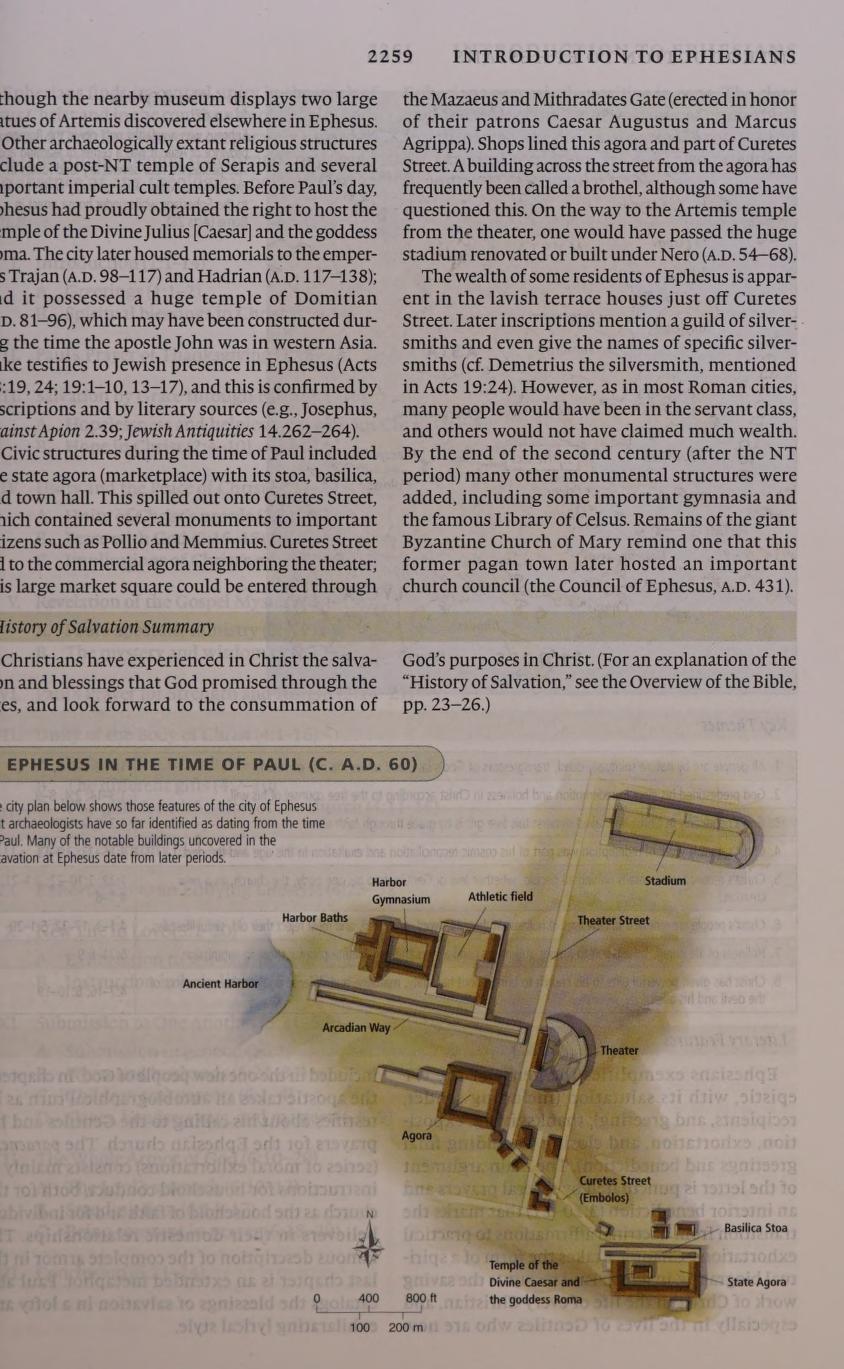 2259 INTRODUCTION TO EPHESIANS
though the nearby museum displays two large
atues of Artemis discovered elsewhere in Ephesus.
Other archaeologically extant religious structures
clude a post-NT temple of Serapis and several
portant imperial cult temples. Before Paul's day,
phesus had proudly obtained the right to host the
mple of the Divine Julius [Caesar] and the goddess
oma. The city later housed memorials to the emper-
s Trajan (A.D. 98–117) and Hadrian (A.D. 117–138);
d it possessed a huge temple of Domitian
D. 81–96), which may have been constructed dur-
g the time the apostle John was in western Asia.
ke testifies to Jewish presence in Ephesus (Acts
:19, 24; 19:1–10, 13–17), and this is confirmed by
scriptions and by literary sources (e.g., Josephus,
ainst Apion 2.39; Jewish Antiquities 14.262–264).
Civic structures during the time of Paul included
e state agora (marketplace) with its stoa, basilica,
d town hall. This spilled out onto Curetes Street,
hich contained several monuments to important
izens such as Pollio and Memmius. Curetes Street
d to the commercial agora neighboring the theater;
is large market square could be entered through
the Mazaeus and Mithradates Gate (erected in honor
of their patrons Caesar Augustus and Marcus
Agrippa). Shops lined this agora and part of Curetes
Street. A building across the street from the agora has
frequently been called a brothel, although some have
questioned this. On the way to the Artemis temple
from the theater, one would have passed the huge
stadium renovated or built under Nero (A.D. 54–68).
The wealth of some residents of Ephesus is appar-
ent in the lavish terrace houses just off Curetes
Street. Later inscriptions mention a guild of silver-
smiths and even give the names of specific silver-
smiths (cf. Demetrius the silversmith, mentioned
in Acts 19:24). However, as in most Roman cities,
many people would have been in the servant class,
and others would not have claimed much wealth.
By the end of the second century (after the NT
period) many other monumental structures were
added, including some important gymnasia and
the famous Library of Celsus. Remains of the giant
Byzantine Church of Mary remind one that this
former pagan town later hosted an important
church council (the Council of Ephesus, A.D. 431).
History of Salvation Summary
Christians have experienced in Christ the salva-
on and blessings that God promised through the
es, and look forward to the consummation of
God's purposes in Christ. (For an explanation of the
“History of Salvation,” see the Overview of the Bible,
pp. 23–26.)
EPHESUS IN THE TIME OF PAUL (C. A.D. 60)
city plan below shows those features of the city of Ephesus
t archaeologists have so far identified as dating from the time
Paul. Many of the notable buildings uncovered in the
avation at Ephesus date from later periods.
Stadium
Harbor
Gymnasium
Athletic field
Harbor Baths
Theater Street
Ancient Harbor
Arcadian Way
Theater
Agora
Curetes Street
(Embolos)
N
Basilica Stoa
Temple of the
Divine Caesar and
the goddess Roma
State Agora
0 400 800 ft
100 200 m